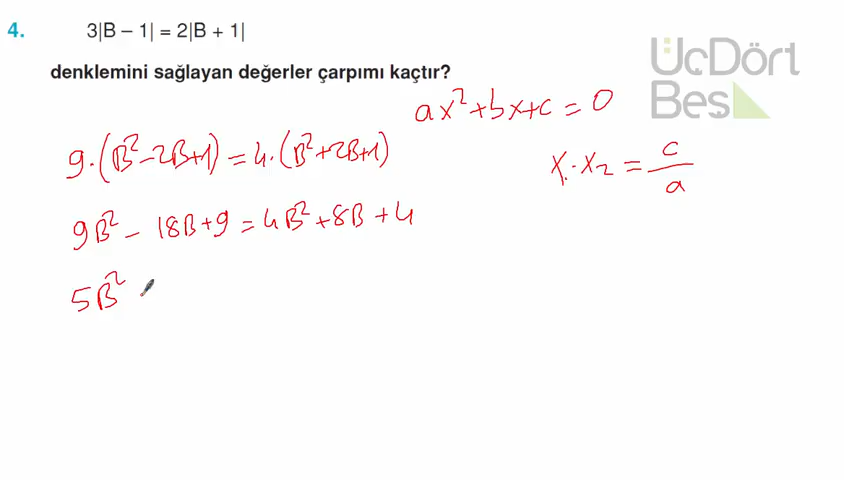 4. 3|B – 1| = 2|B + 1|
denklemini sağlayan değerler çarpımı kaçtır?
ÜçDört
Beş
ax²+bx+c=0
9·(B²-2B+1)=4·(B²+2B+1)
x₁·x₂ = c/a
9B² - 18B+9=4B²+8B+4
5B²